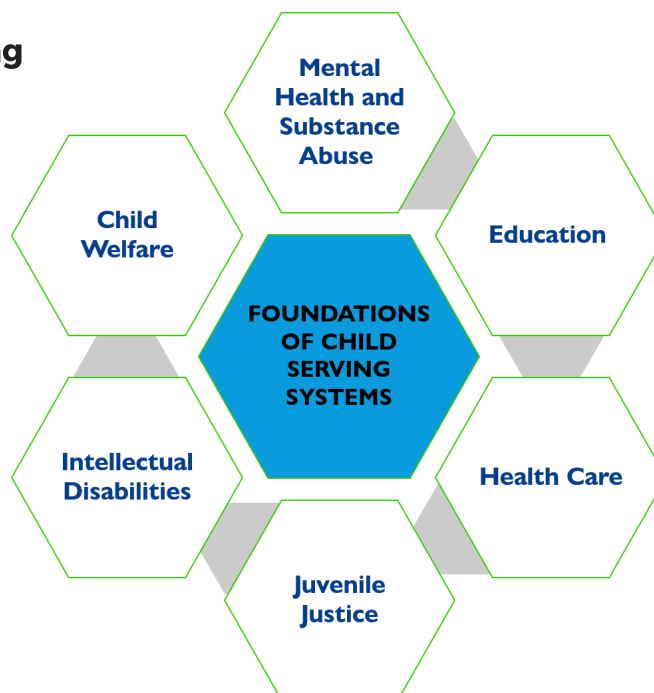 Mental
Health and
Substance
Abuse
Education
Health Care
Juvenile
Justice
Intellectual
Disabilities
Child
Welfare
FOUNDATIONS
OF CHILD
SERVING
SYSTEMS